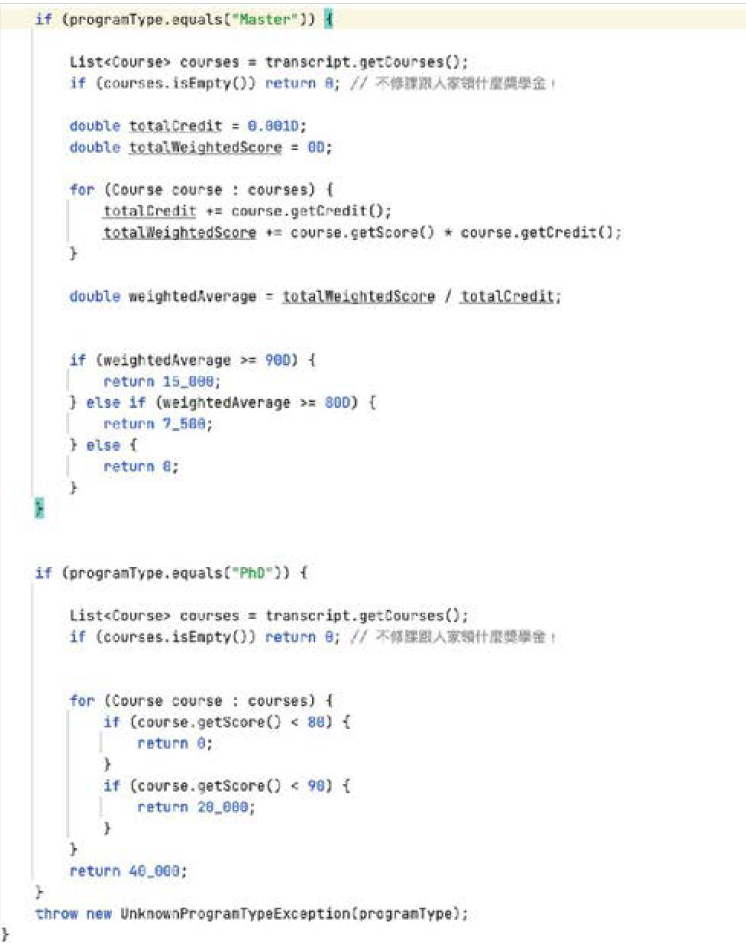 if (programType.equals("Master")) {
List<Course> courses = transcript.getCourses();
if (courses.isEmpty()) return 0; // 不修課跟人家領什麼獎學金!
double totalCredit = 0.001D;
double totalWeightedScore = 0D;
for (Course course : courses) {
totalCredit += course.getCredit();
totalWeightedScore += course.getScore() * course.getCredit();
}
double weightedAverage = totalWeightedScore / totalCredit;
if (weightedAverage >= 90D) {
return 15_000;
} else if (weightedAverage >= 80D) {
return 7_500;
} else {
return 0;
}
}
if (programType.equals("PhD")) {
List<Course> courses = transcript.getCourses();
if (courses.isEmpty()) return 0; // 不修課跟人家領什麼獎學金!
for (Course course : courses) {
if (course.getScore() < 80) {
return 0;
}
if (course.getScore() < 90) {
return 20_000;
}
}
return 40_000;
}
throw new UnknownProgramTypeException(programType);
}